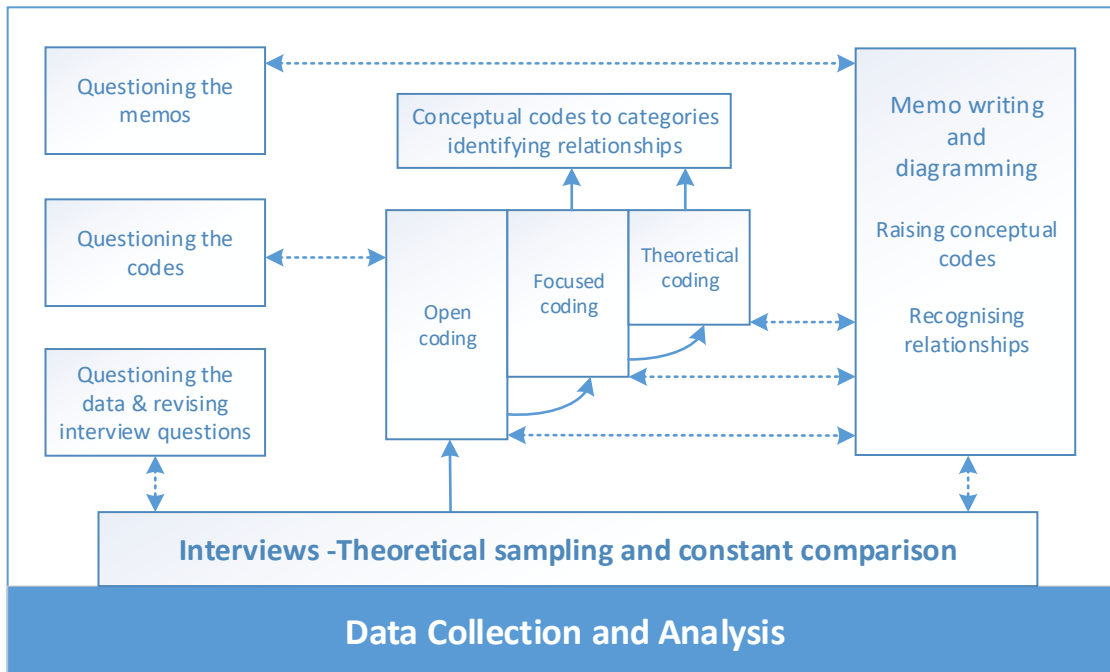 Questioning the
memos
Conceptual codes to categories
identifying relationships
Memo writing
and
diagramming
Raising conceptual
codes
Recognising
relationships
Questioning the
codes
Open
coding
Focused
coding
Theoretical
coding
Questioning the
data & revising
interview questions
Interviews -Theoretical sampling and constant comparison
Data Collection and Analysis